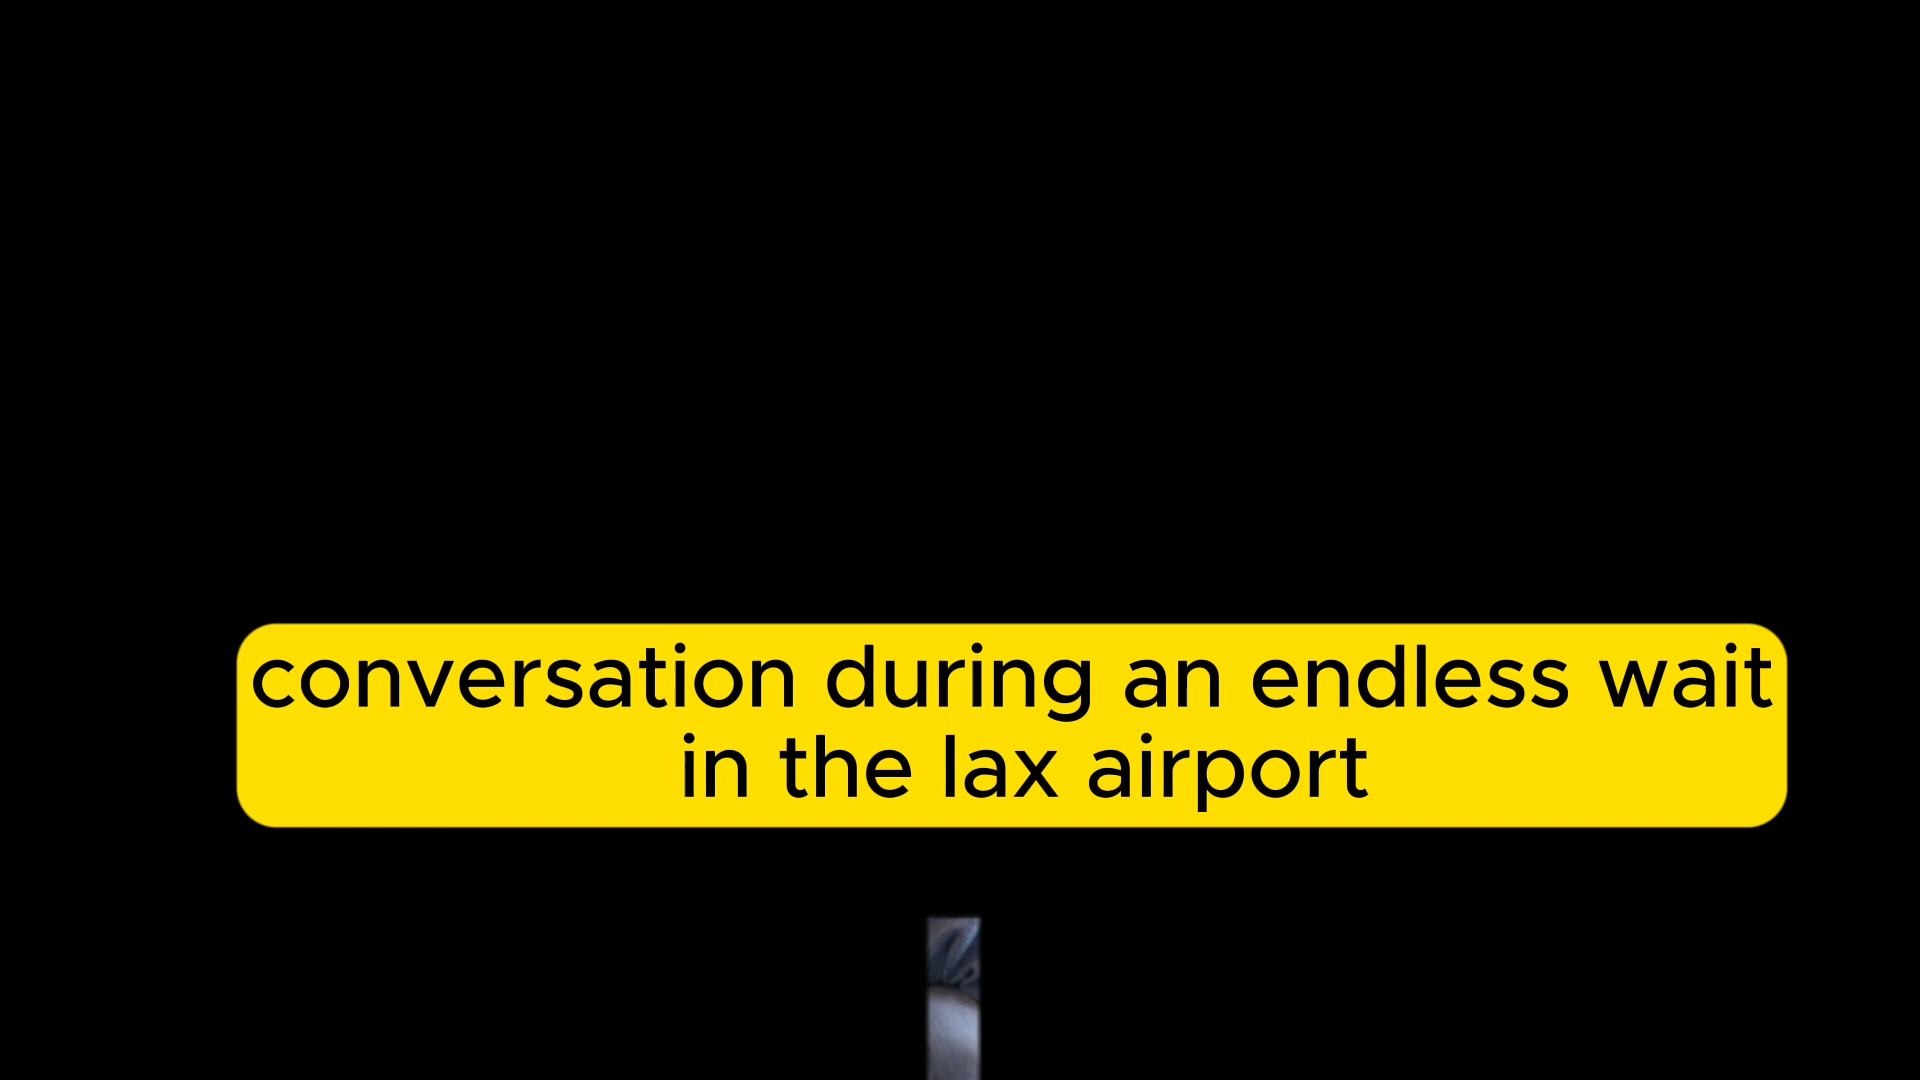 conversation during an endless wait
in the lax airport